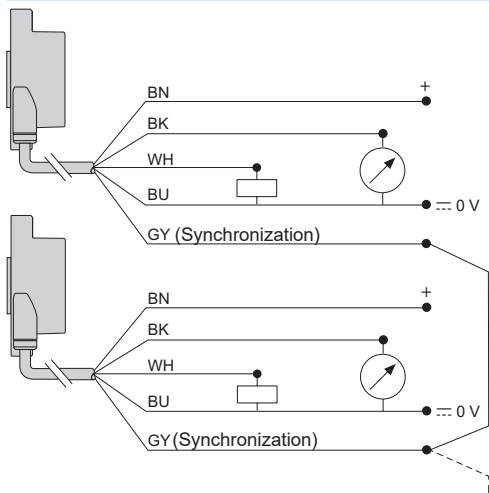 BN
+
BK
WH
BU
0 V
GY (Synchronization)
BN
+
BK
WH
BU
0 V
GY (Synchronization)